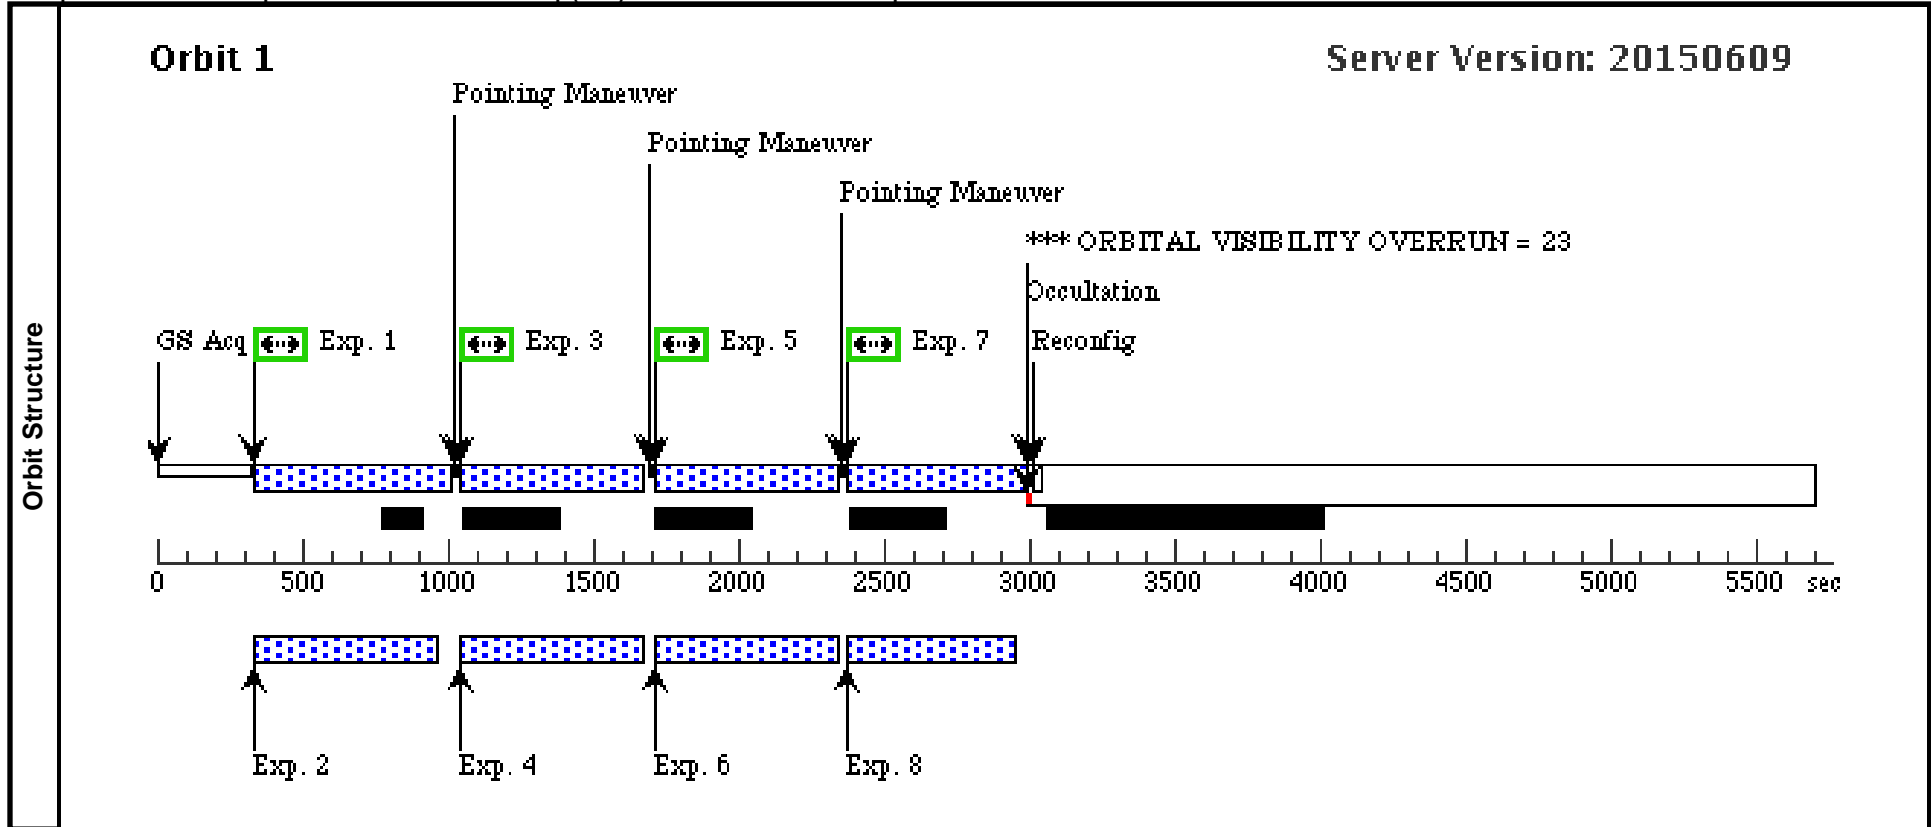 Orbit Structure
Orbit 1
Server Version: 20150609
Pointing Maneuver
Pointing Maneuver
Pointing Maneuver
*** ORBITAL VISIBILITY OVERRUN = 23
Occultation
GS Acq Exp. 1 Exp. 3 Exp. 5 Exp. 7 Reconfig
0 500 1000 1500 2000 2500 3000 3500 4000 4500 5000 5500 sec
Exp. 2 Exp. 4 Exp. 6 Exp. 8